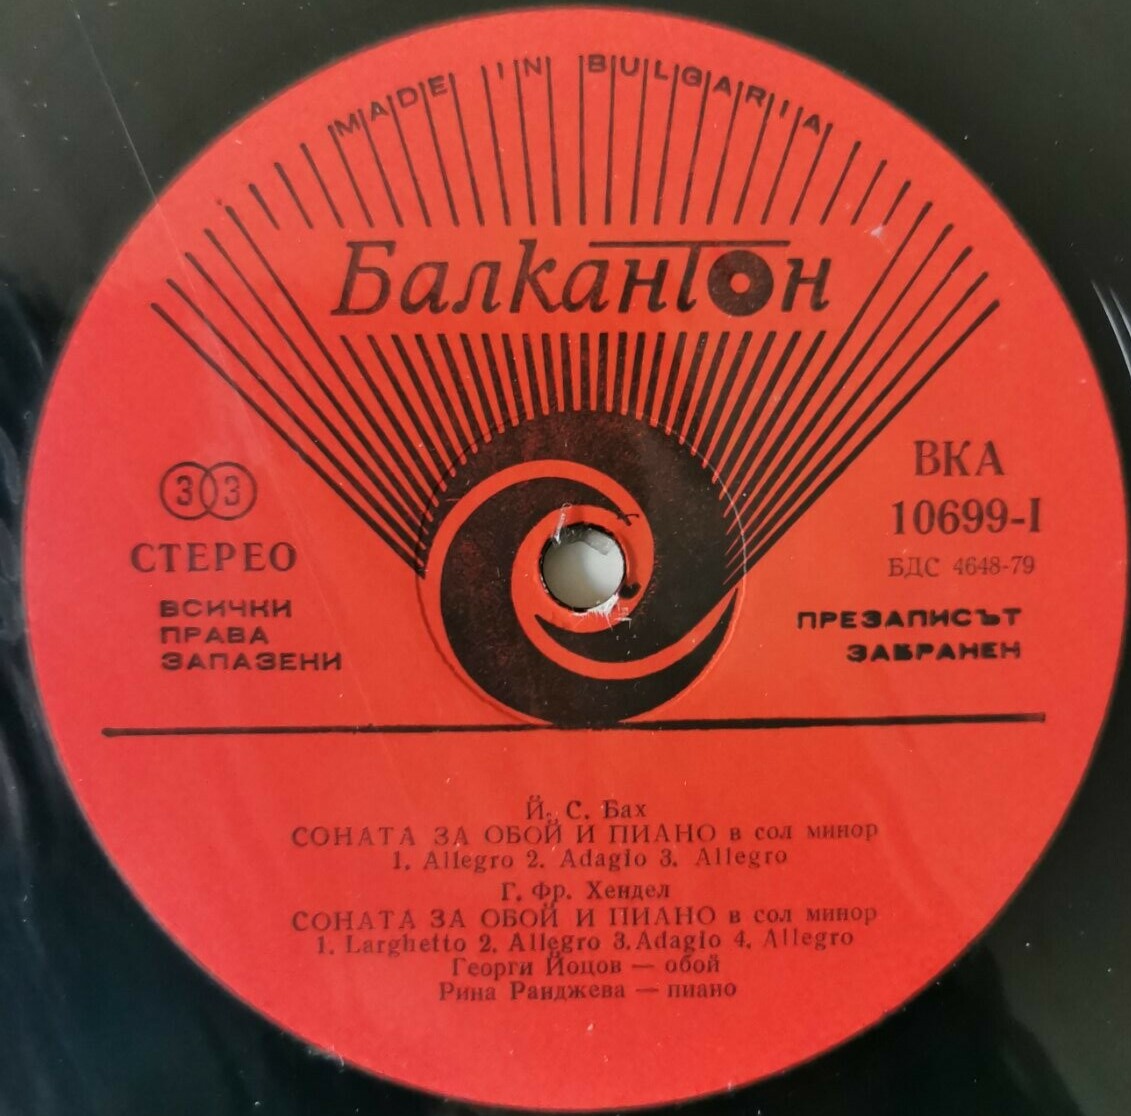 MADE IN BULGARIA
Балкантон
33
СТЕРЕО
ВСИЧКИ
ПРАВА
ЗАПАЗЕНИ
ВКА
10699-I
БДС 4648-79
ПРЕЗАПИСЪТ
ЗАБРАНЕН
Й. С. Бах
СОНАТА ЗА ОБОЙ И ПИАНО в сол минор
1. Allegro 2. Adagio 3. Allegro
Г. Фр. Хендел
СОНАТА ЗА ОБОЙ И ПИАНО в сол минор
1. Larghetto 2. Allegro 3. Adagio 4. Allegro
Георги Йоцов — обой
Рина Ранджева — пиано